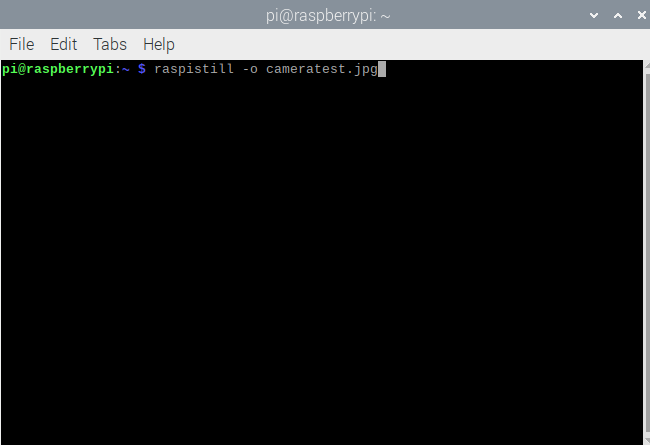 pi@raspberrypi: ~
File Edit Tabs Help
pi@raspberrypi:~ $ raspistill -o cameratest.jpg